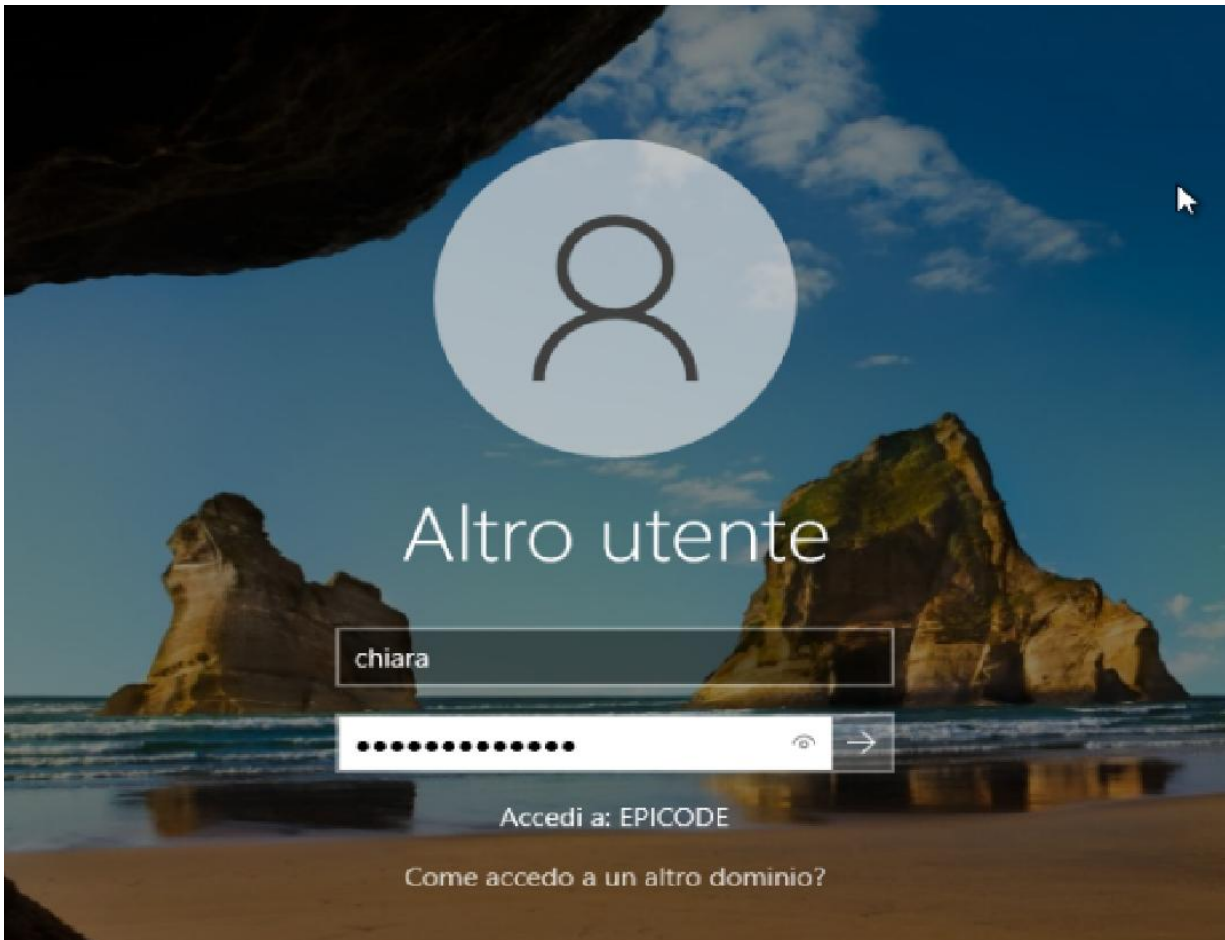 Altro utente
chiara
•••••••••••••
Accedi a: EPICODE
Come accedo a un altro dominio?